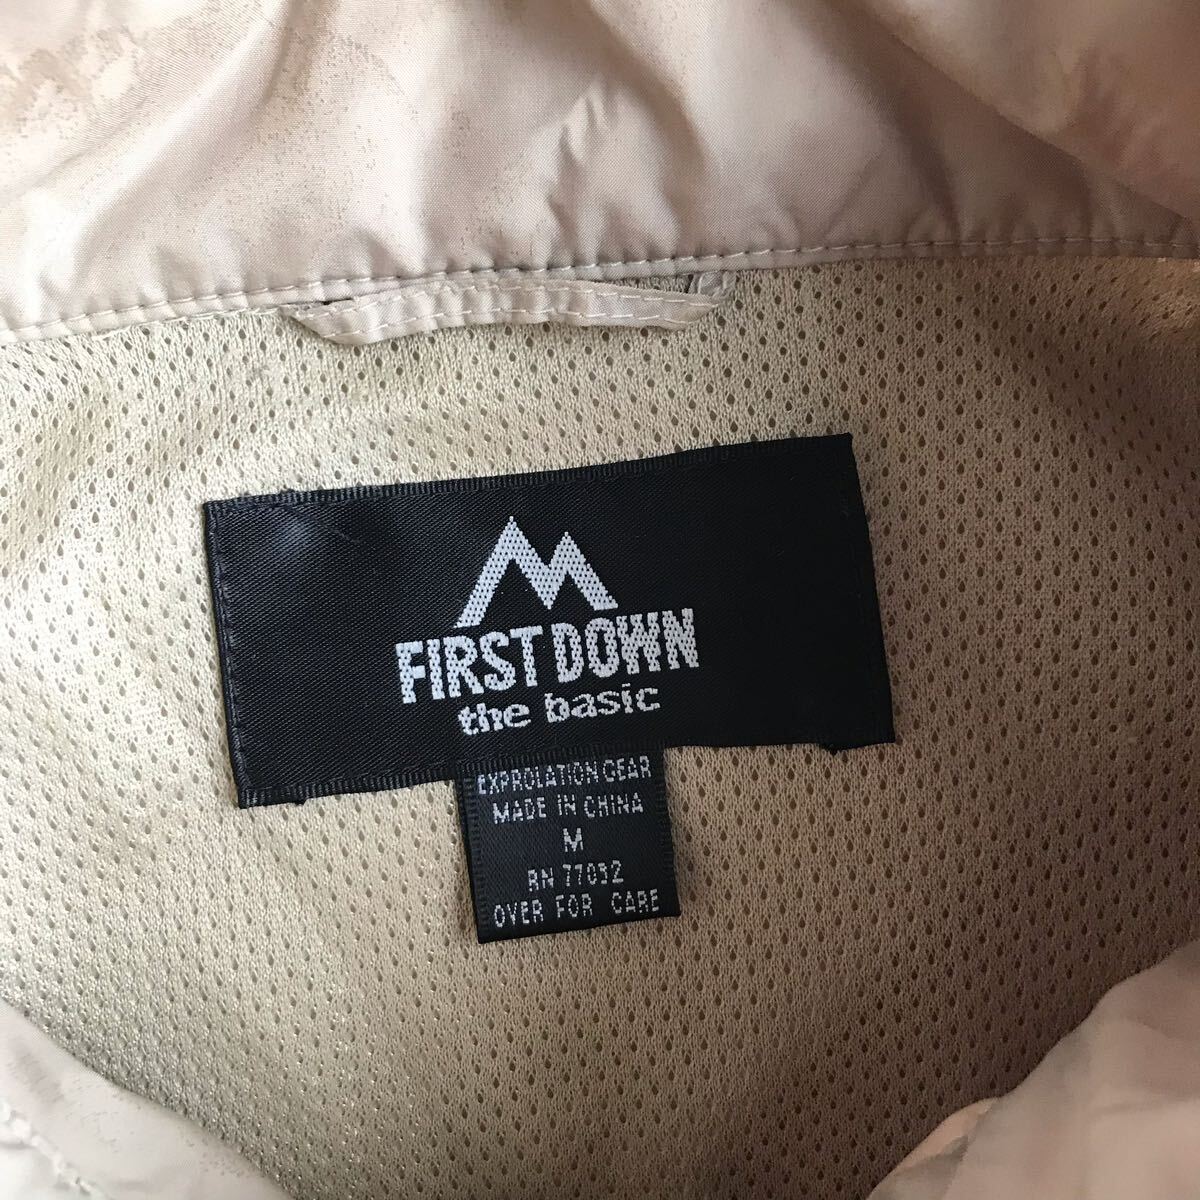 FIRST DOWN
the basic
EXPROLATION GEAR
MADE IN CHINA
M
RN 77032
OVER FOR CARE